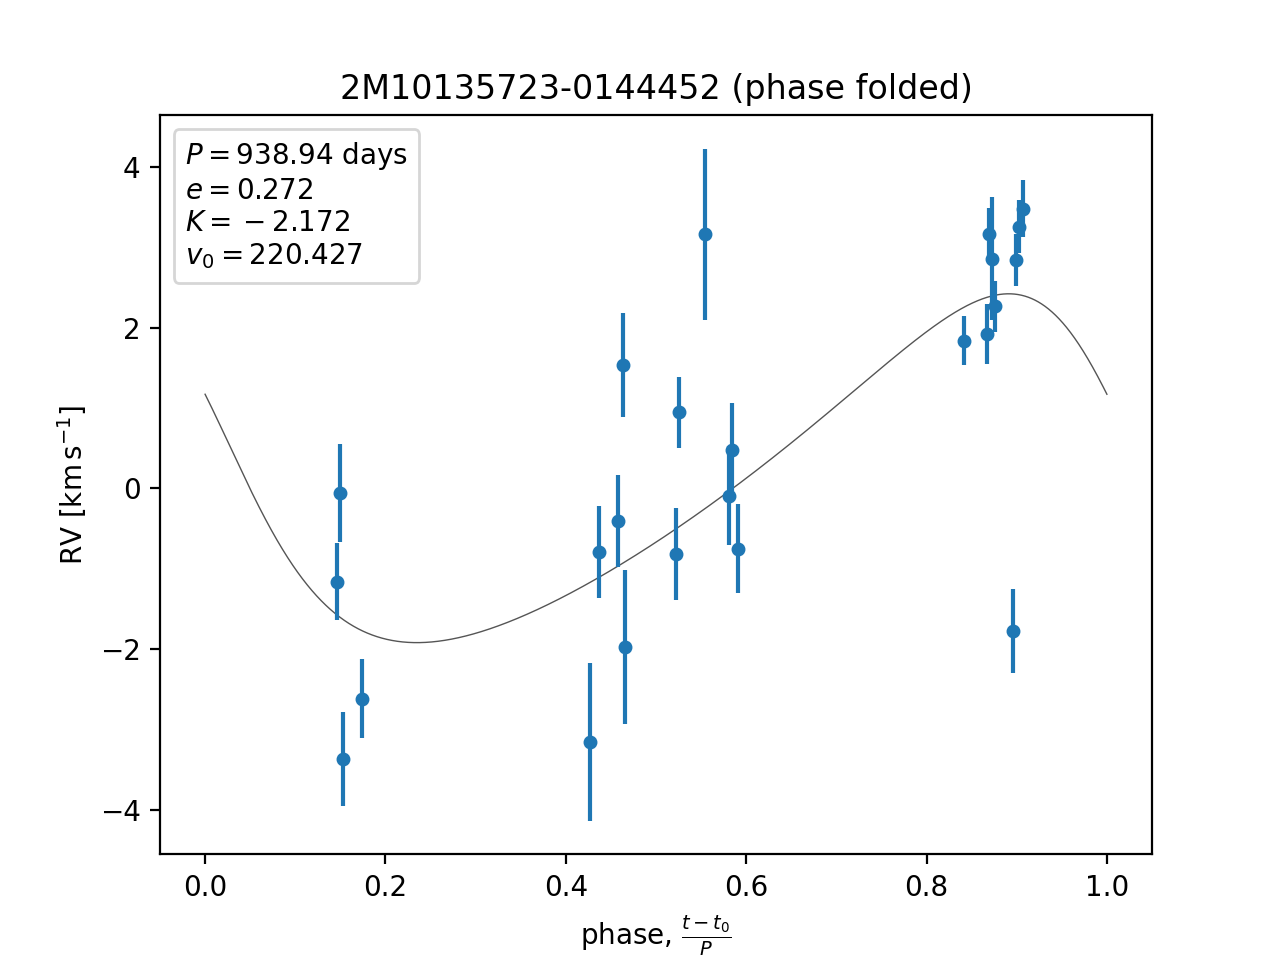 2M10135723-0144452 (phase folded)
P = 938.94 days
e = 0.272
K = −2.172
v₀ = 220.427
RV [km s⁻¹]
4
2
0
−2
−4
0.0 0.2 0.4 0.6 0.8 1.0
phase, (t − t₀)/P